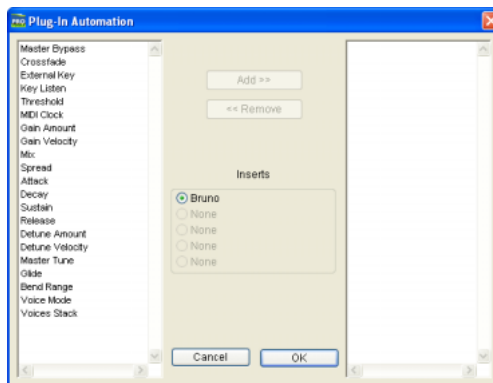 PRO Plug-In Automation
Master Bypass
Crossfade
External Key
Key Listen
Threshold
MIDI Clock
Gain Amount
Gain Velocity
Mix
Spread
Attack
Decay
Sustain
Release
Detune Amount
Detune Velocity
Master Tune
Glide
Bend Range
Voice Mode
Voices Stack
Add >>
<< Remove
Inserts
Bruno
None
None
None
None
Cancel
OK